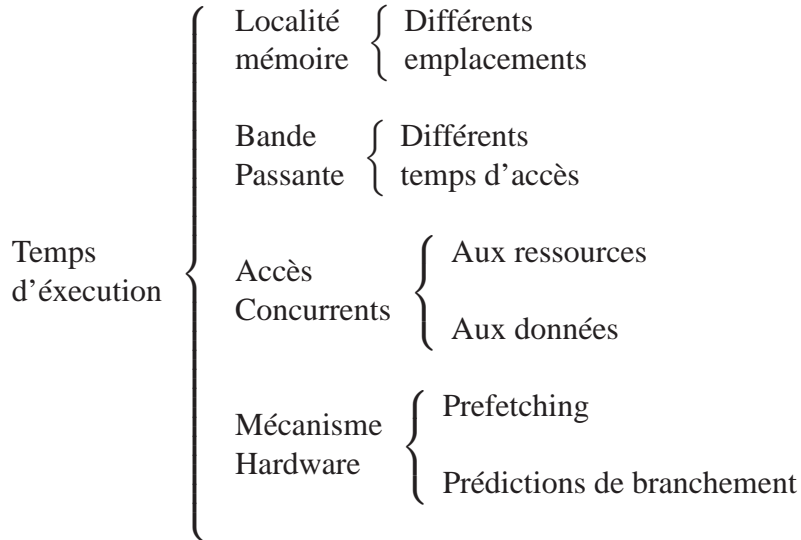 Localité
mémoire
Différents
emplacements
Bande
Passante
Différents
temps d'accès
Temps
d'éxecution
Accès
Concurrents
Aux ressources
Aux données
Mécanisme
Hardware
Prefetching
Prédictions de branchement